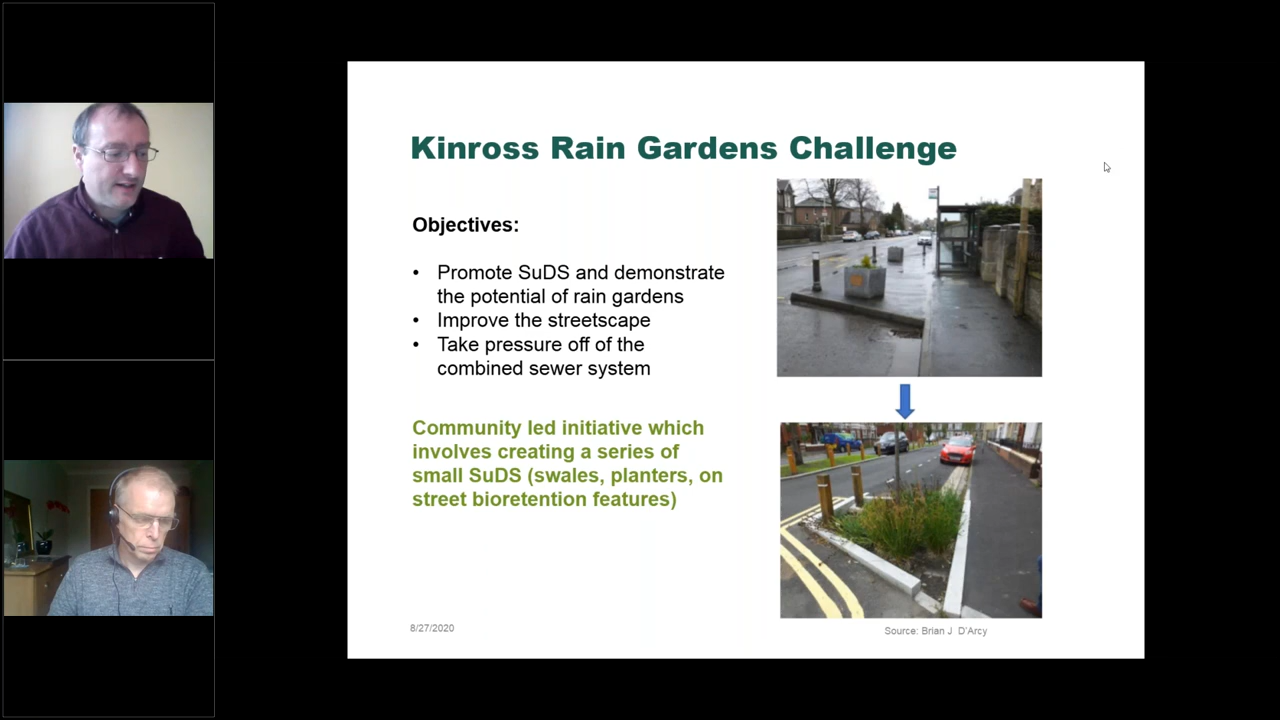 Kinross Rain Gardens Challenge
Objectives:
• Promote SuDS and demonstrate
the potential of rain gardens
• Improve the streetscape
• Take pressure off of the
combined sewer system
Community led initiative which
involves creating a series of
small SuDS (swales, planters, on
street bioretention features)
8/27/2020
Source: Brian J D'Arcy